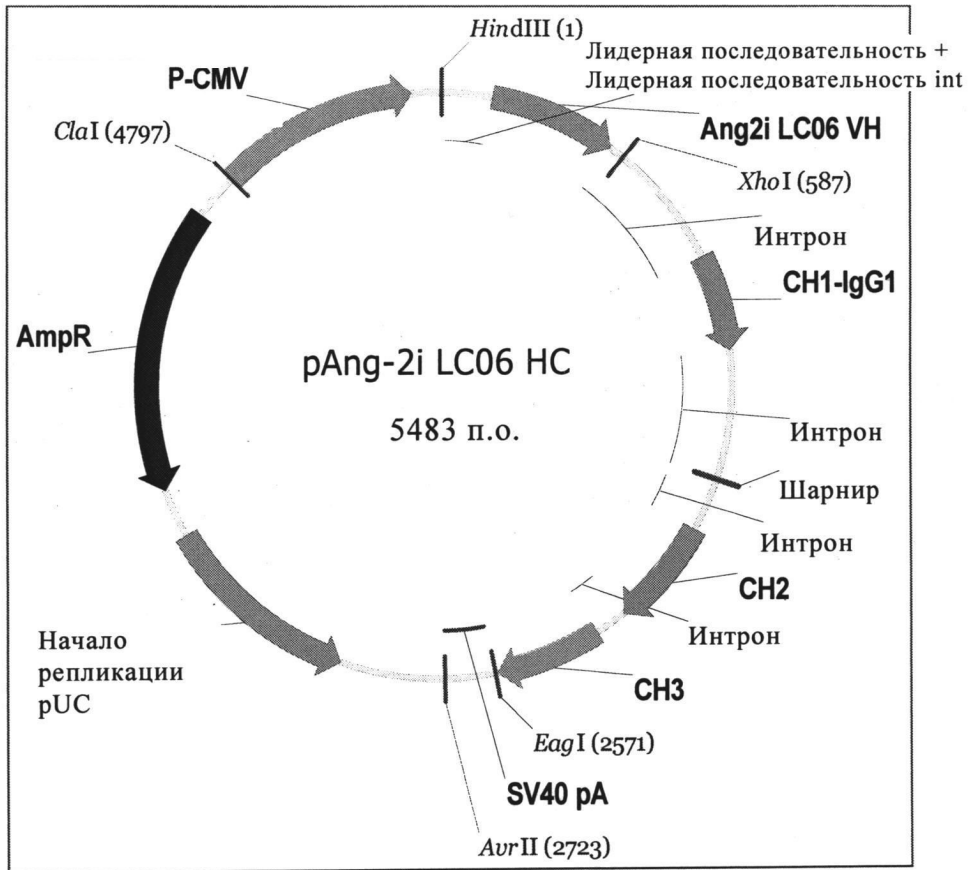 HindIII (1)
Лидерная последовательность +
Лидерная последовательность int
P-CMV
Ang2i LC06 VH
ClaI (4797)
XhoI (587)
Интрон
CH1-IgG1
AmpR
pAng-2i LC06 HC
5483 п.о.
Интрон
Шарнир
Интрон
CH2
Интрон
Начало
репликации
pUC
CH3
EagI (2571)
SV40 pA
AvrII (2723)